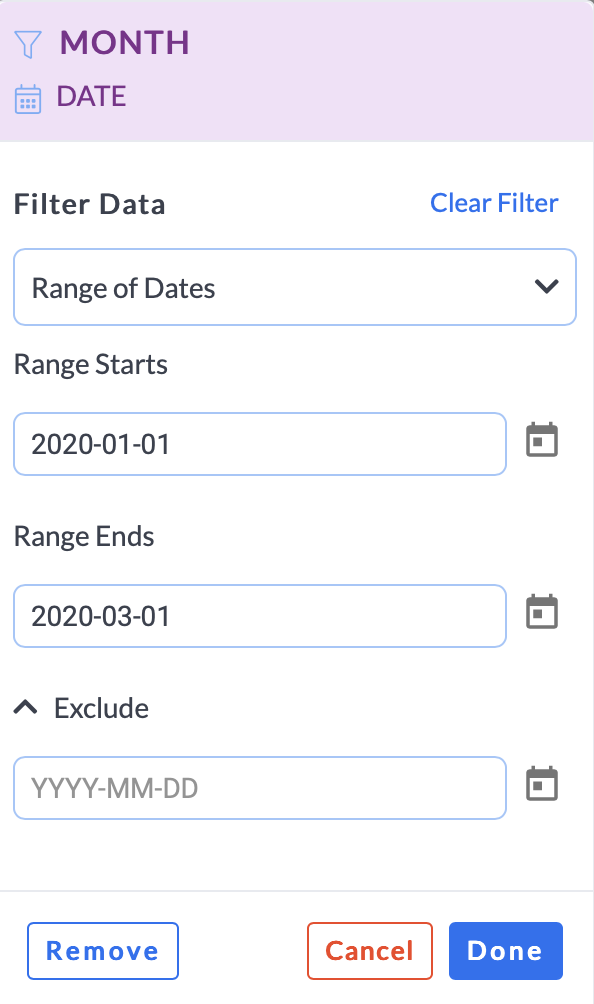 MONTH
DATE
Filter Data Clear Filter
Range of Dates
Range Starts
2020-01-01
Range Ends
2020-03-01
Exclude
YYYY-MM-DD
Remove Cancel Done